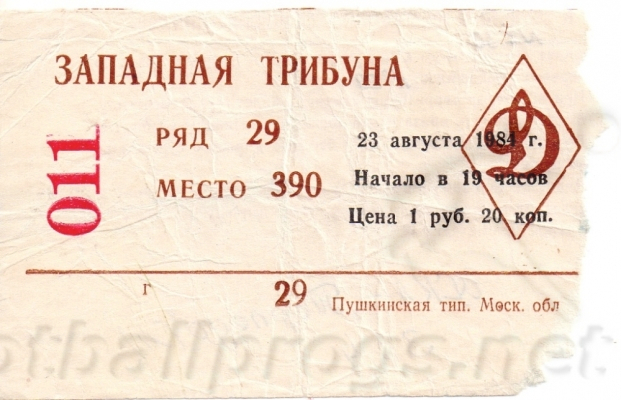 ЗАПАДНАЯ ТРИБУНА
011
РЯД 29
МЕСТО 390
23 августа 1984 г.
Начало в 19 часов
Цена 1 руб. 20 коп.
Д
г 29 Пушкинская тип. Моск. обл
otballprogs.net